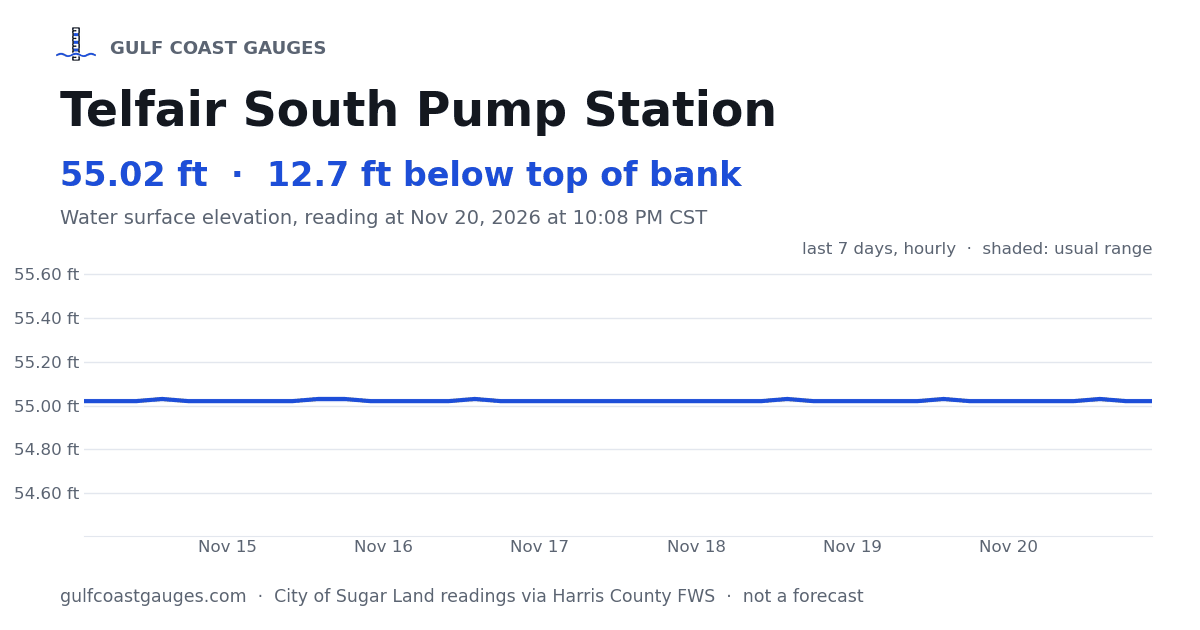 GULF COAST GAUGES
Telfair South Pump Station
55.02 ft · 12.7 ft below top of bank
Water surface elevation, reading at Nov 20, 2026 at 10:08 PM CST
last 7 days, hourly · shaded: usual range
55.60 ft
55.40 ft
55.20 ft
55.00 ft
54.80 ft
54.60 ft
Nov 15 Nov 16 Nov 17 Nov 18 Nov 19 Nov 20
gulfcoastgauges.com · City of Sugar Land readings via Harris County FWS · not a forecast